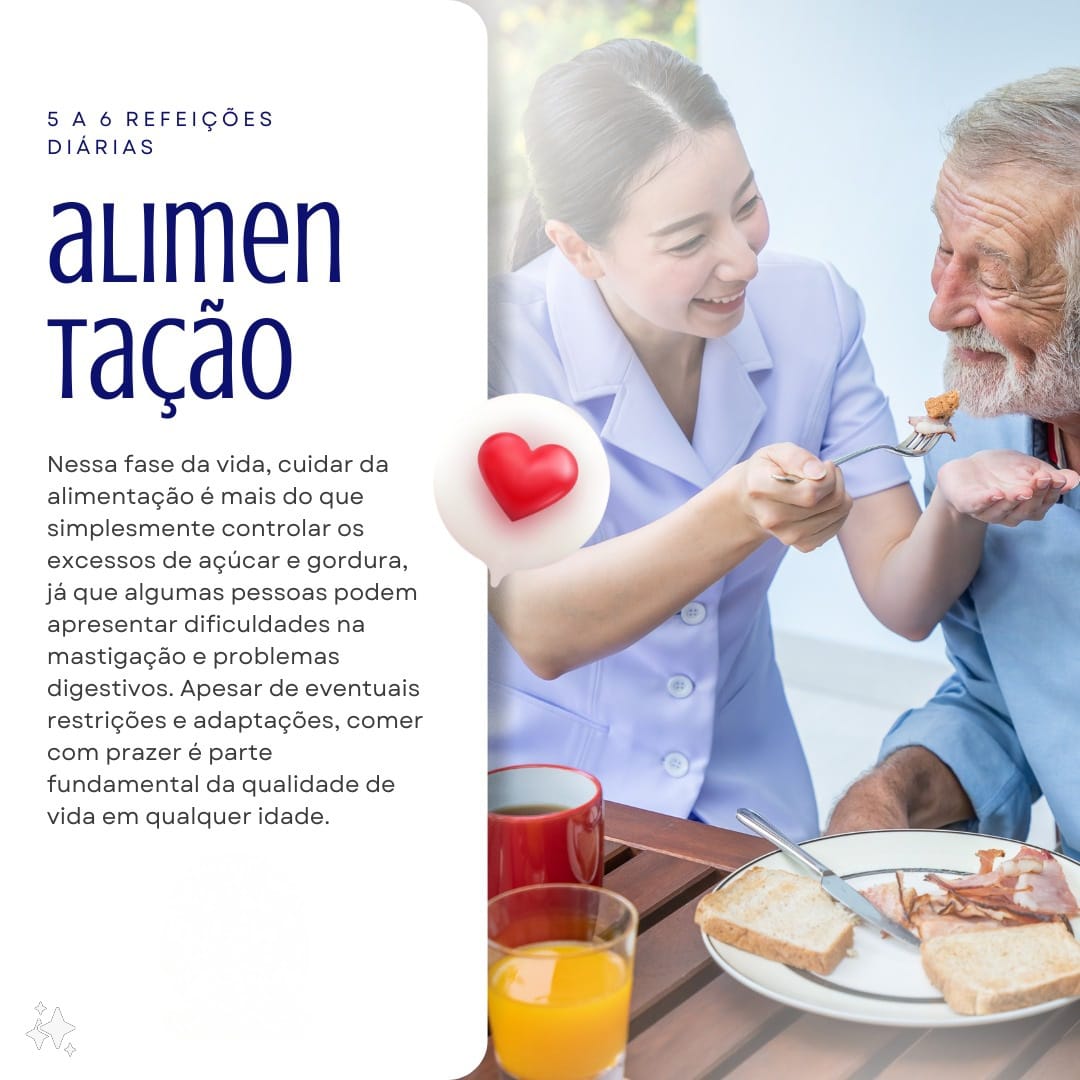 5 A 6 REFEIÇÕES
DIÁRIAS
alimen
tação
Nessa fase da vida, cuidar da
alimentação é mais do que
simplesmente controlar os
excessos de açúcar e gordura,
já que algumas pessoas podem
apresentar dificuldades na
mastigação e problemas
digestivos. Apesar de eventuais
restrições e adaptações, comer
com prazer é parte
fundamental da qualidade de
vida em qualquer idade.